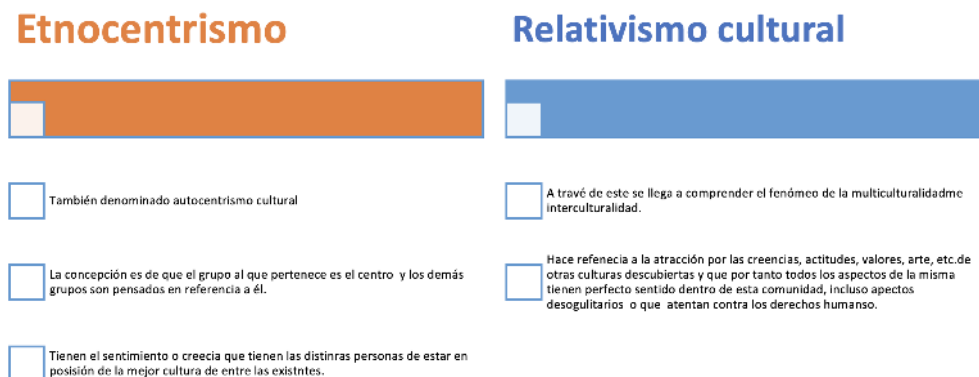 Etnocentrismo
También denominado autocentrismo cultural
La concepción es de que el grupo al que pertenece es el centro y los demás
grupos son pensados en referencia a él.
Tienen el sentimiento o creecia que tienen las distinras personas de estar en
posisión de la mejor cultura de entre las existntes.
Relativismo cultural
A travé de este se llega a comprender el fenómeo de la multiculturalidadme
interculturalidad.
Hace refenecia a la atracción por las creencias, actitudes, valores, arte, etc.de
otras culturas descubiertas y que por tanto todos los aspectos de la misma
tienen perfecto sentido dentro de esta comunidad, incluso apectos
desogulitarios o que atentan contra los derechos humanso.